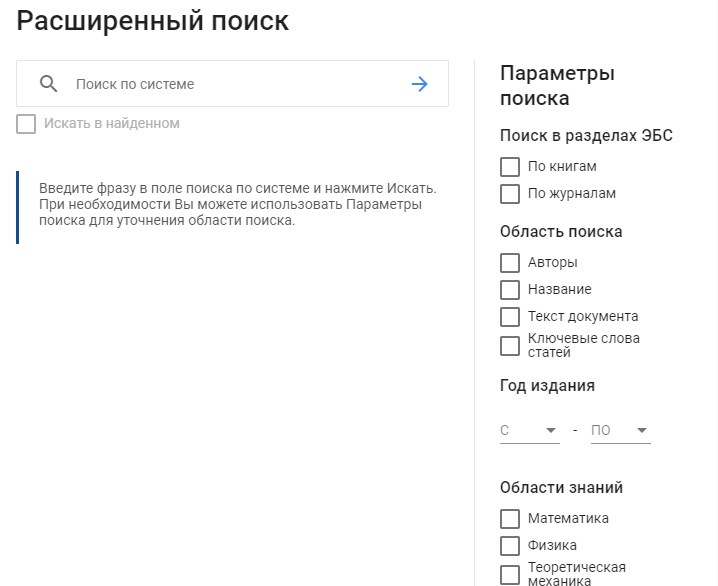 Расширенный поиск
Поиск по системе
Искать в найденном
Введите фразу в поле поиска по системе и нажмите Искать.
При необходимости Вы можете использовать Параметры
поиска для уточнения области поиска.
Параметры
поиска
Поиск в разделах ЭБС
По книгам
По журналам
Область поиска
Авторы
Название
Текст документа
Ключевые слова
статей
Год издания
С - ПО
Области знаний
Математика
Физика
Теоретическая
механика